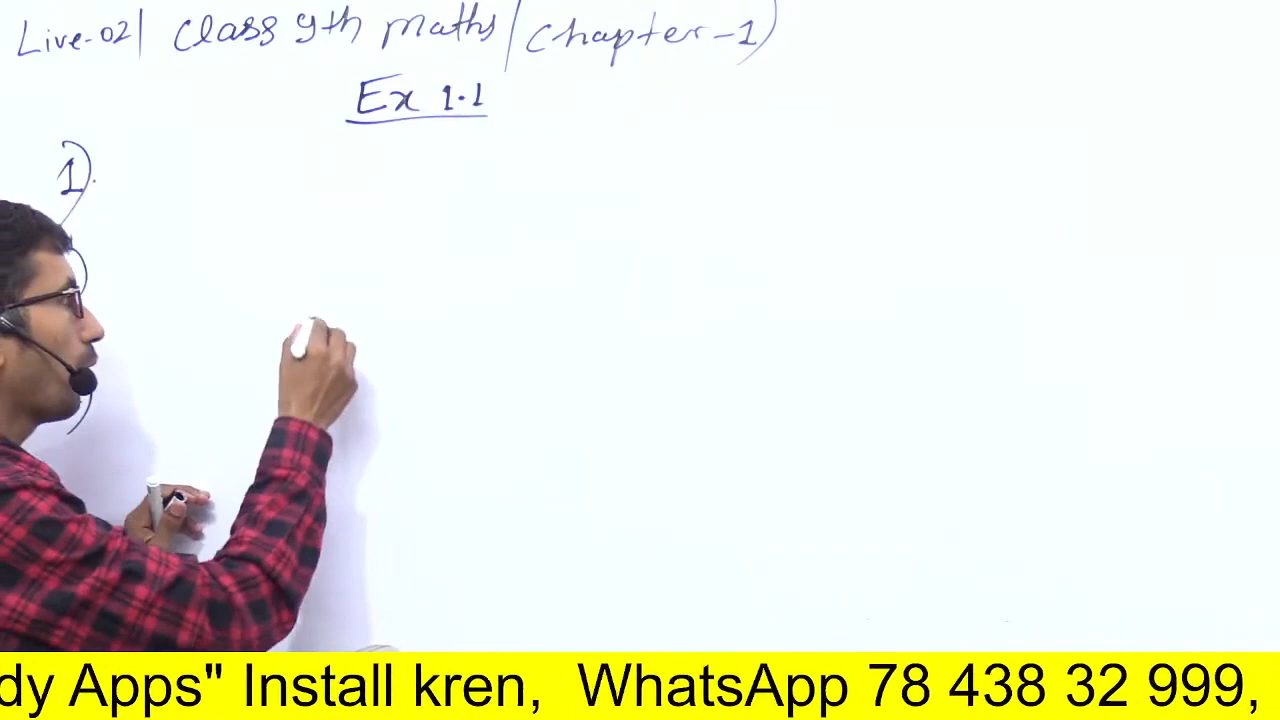 Live-02| Class 9th Maths/Chapter-1)
Ex 1.1
1).
dy Apps" Install kren, WhatsApp 78 438 32 999,